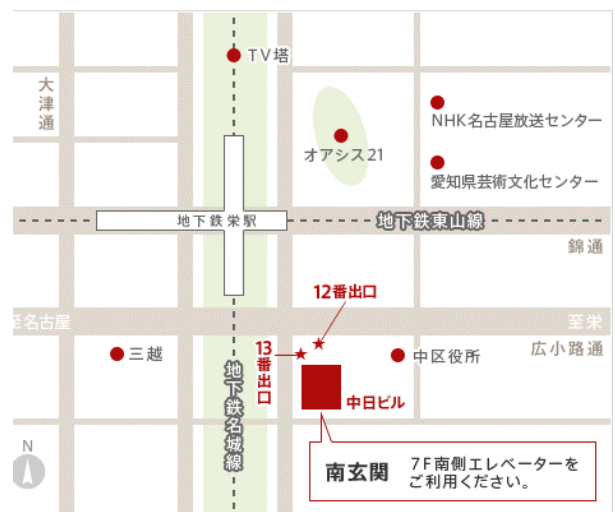 TV塔
大津通
NHK名古屋放送センター
オアシス21
愛知県芸術文化センター
地下鉄栄駅
地下鉄東山線
錦通
12番出口
至名古屋
至栄
広小路通
13番出口
三越
中区役所
地下鉄名城線
中日ビル
N
南玄関
7F南側エレベーターを
ご利用ください。